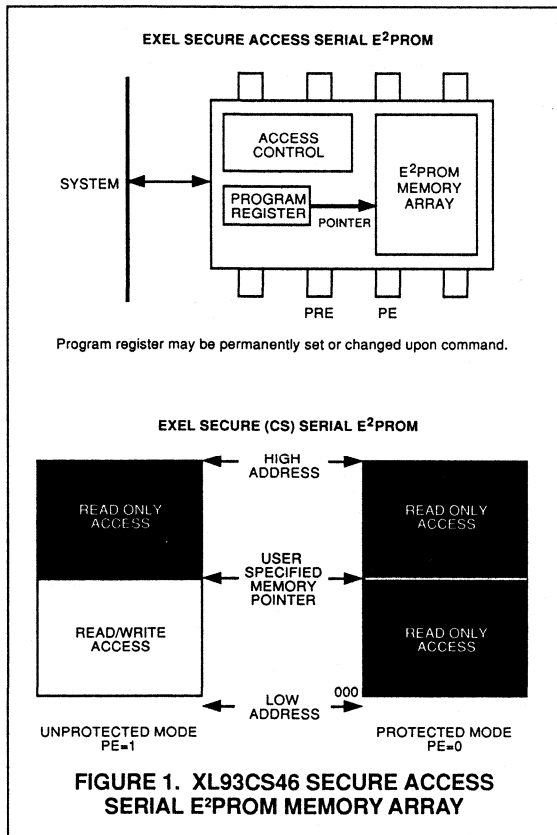 EXEL SECURE ACCESS SERIAL E²PROM
ACCESS
CONTROL
E²PROM
MEMORY
ARRAY
SYSTEM
PROGRAM
REGISTER
POINTER
PRE
PE
Program register may be permanently set or changed upon command.
EXEL SECURE (CS) SERIAL E²PROM
HIGH
ADDRESS
READ ONLY
ACCESS
READ ONLY
ACCESS
USER
SPECIFIED
MEMORY
POINTER
READ/WRITE
ACCESS
READ ONLY
ACCESS
LOW
ADDRESS
000
UNPROTECTED MODE
PE=1
PROTECTED MODE
PE=0
FIGURE 1. XL93CS46 SECURE ACCESS
SERIAL E²PROM MEMORY ARRAY